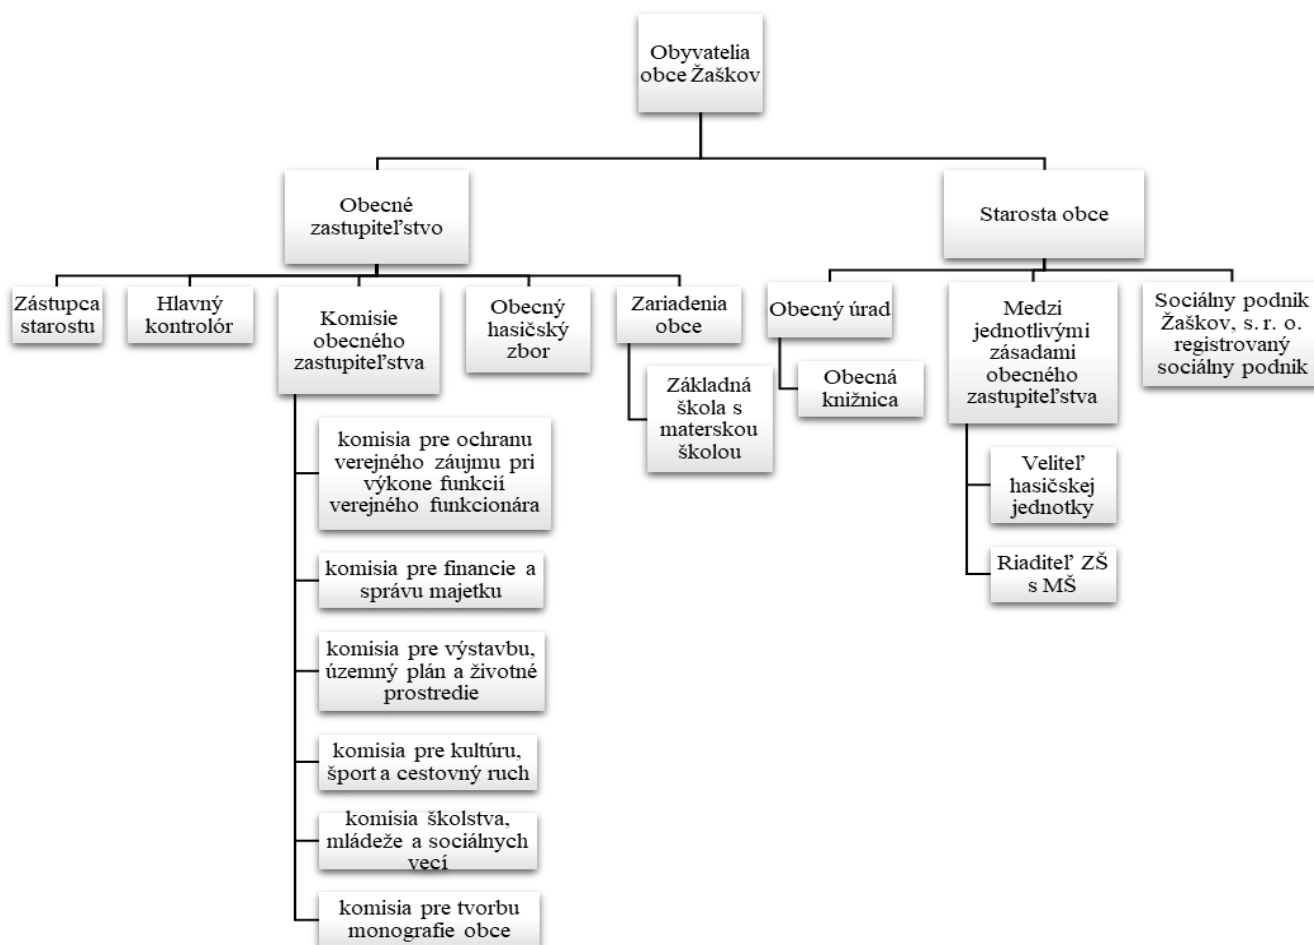 Obyvatelia
obce Žaškov
Obecné
zastupiteľstvo
Starosta obce
Zástupca
starostu
Hlavný
kontrolór
Komisie
obecného
zastupiteľstva
Obecný
hasičský
zbor
Zariadenia
obce
Obecný úrad
Medzi
jednotlivými
zásadami
obecného
zastupiteľstva
Sociálny podnik
Žaškov, s. r. o.
registrovaný
sociálny podnik
Základná
škola s
materskou
školou
Obecná
knižnica
komisia pre ochranu
verejného záujmu pri
výkone funkcií
verejného funkcionára
komisia pre financie a
správu majetku
komisia pre výstavbu,
územný plán a životné
prostredie
komisia pre kultúru,
šport a cestovný ruch
komisia školstva,
mládeže a sociálnych
vecí
komisia pre tvorbu
monografie obce
Veliteľ
hasičskej
jednotky
Riaditeľ ZŠ
s MŠ